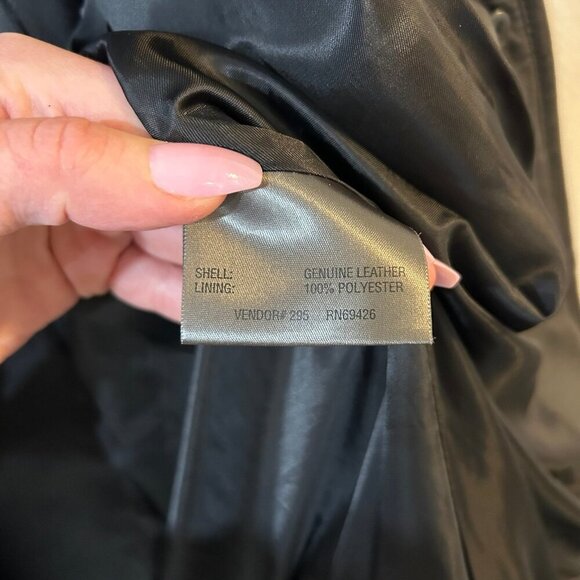 SHELL: GENUINE LEATHER
LINING: 100% POLYESTER
VENDOR# 295 RN69426